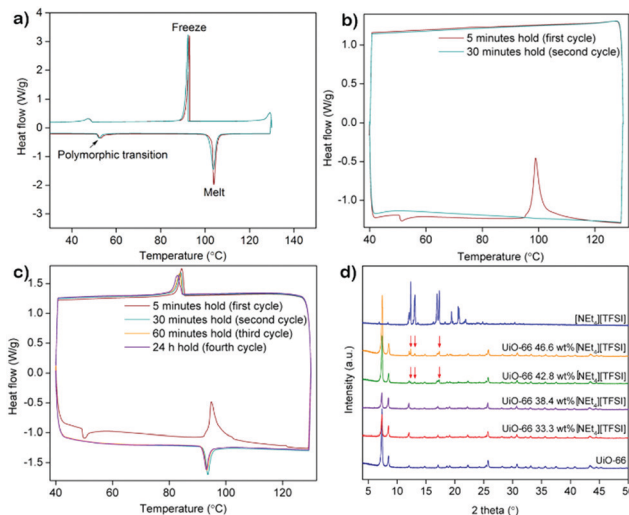 a)
Freeze
Polymorphic transition
Melt
Heat flow (W/g)
4
3
2
1
0
-1
-2
-3
40
60
80
100
120
140
Temperature (°C)
b)
5 minutes hold (first cycle)
30 minutes hold (second cycle)
Heat flow (W/g)
1.0
0.5
0.0
-0.5
-1.0
40
60
80
100
120
Temperature (°C)
c)
5 minutes hold (first cycle)
30 minutes hold (second cycle)
60 minutes hold (third cycle)
24 h hold (fourth cycle)
Heat flow (W/g)
1.5
1.0
0.5
0.0
-0.5
-1.0
-1.5
40
60
80
100
120
Temperature (°C)
d)
[NEt₄][TFSI]
UiO-66 46.6 wt%[NEt₄][TFSI]
UiO-66 42.8 wt%[NEt₄][TFSI]
UiO-66 38.4 wt%[NEt₄][TFSI]
UiO-66 33.3 wt%[NEt₄][TFSI]
UiO-66
Intensity (a.u.)
5
10
15
20
25
30
35
40
45
50
2 theta (°)